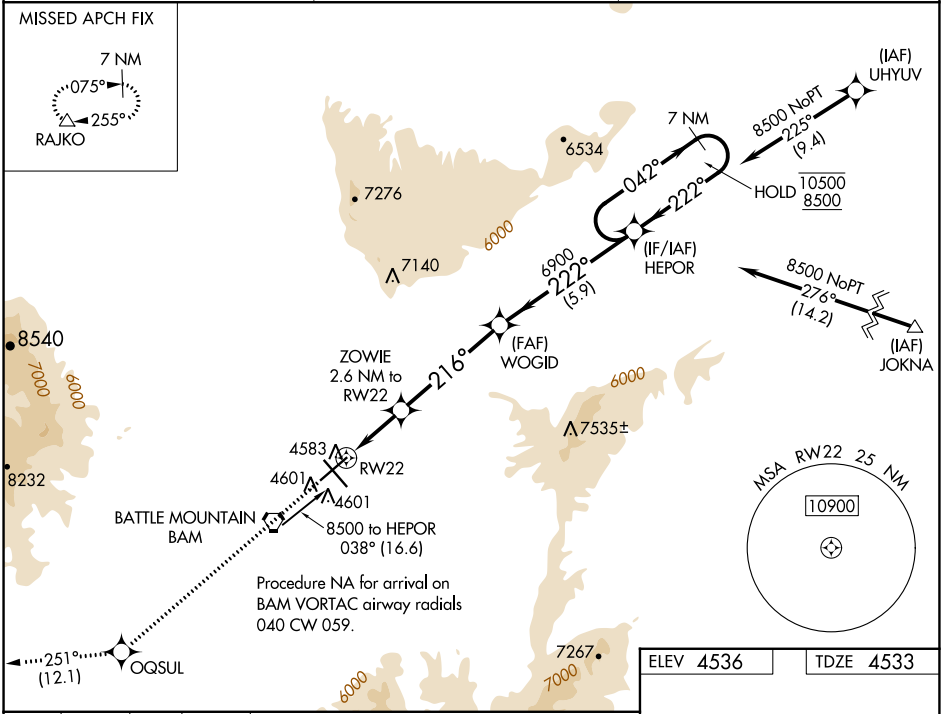 MISSED APCH FIX
7 NM
075°
255°
RAJKO
(IAF)
UHYUV
8500 NoPT
225°
(9.4)
7 NM
6534
042°
222°
HOLD 10500
8500
7276
6000
(IF/IAF)
HEPOR
7140
6900
222°
(5.9)
8500 NoPT
276°
(14.2)
(IAF)
JOKNA
8540
7000
6000
(FAF)
WOGID
ZOWIE
2.6 NM to
RW22
216°
6000
7535±
4583
RW22
8232
4601
4601
MSA RW22 25 NM
10900
BATTLE MOUNTAIN
BAM
8500 to HEPOR
038° (16.6)
Procedure NA for arrival on
BAM VORTAC airway radials
040 CW 059.
251°
(12.1)
OQSUL
7267
7000
6000
ELEV 4536
TDZE 4533